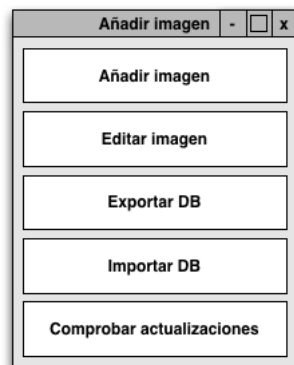 Añadir imagen - x
Añadir imagen
Editar imagen
Exportar DB
Importar DB
Comprobar actualizaciones